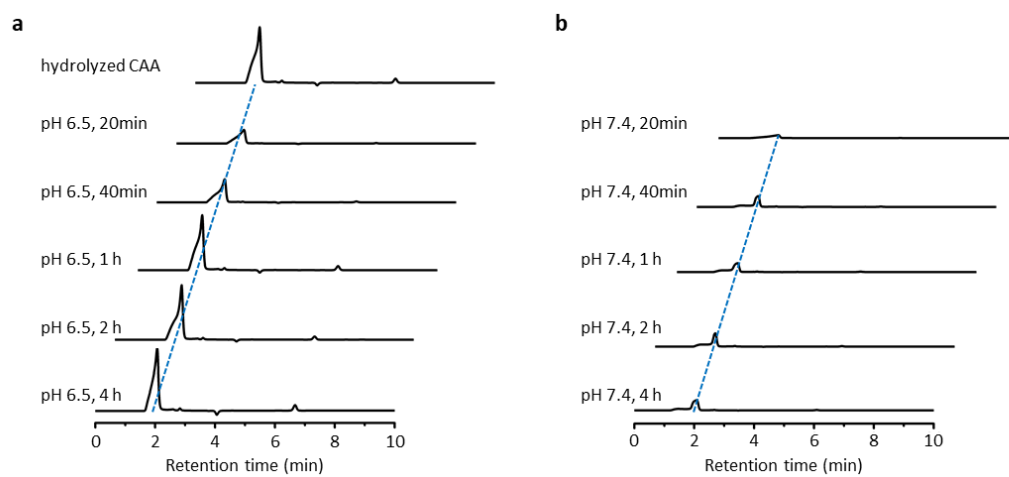 a
hydrolyzed CAA
pH 6.5, 20min
pH 6.5, 40min
pH 6.5, 1 h
pH 6.5, 2 h
pH 6.5, 4 h
0 2 4 6 8 10
Retention time (min)
b
pH 7.4, 20min
pH 7.4, 40min
pH 7.4, 1 h
pH 7.4, 2 h
pH 7.4, 4 h
0 2 4 6 8 10
Retention time (min)